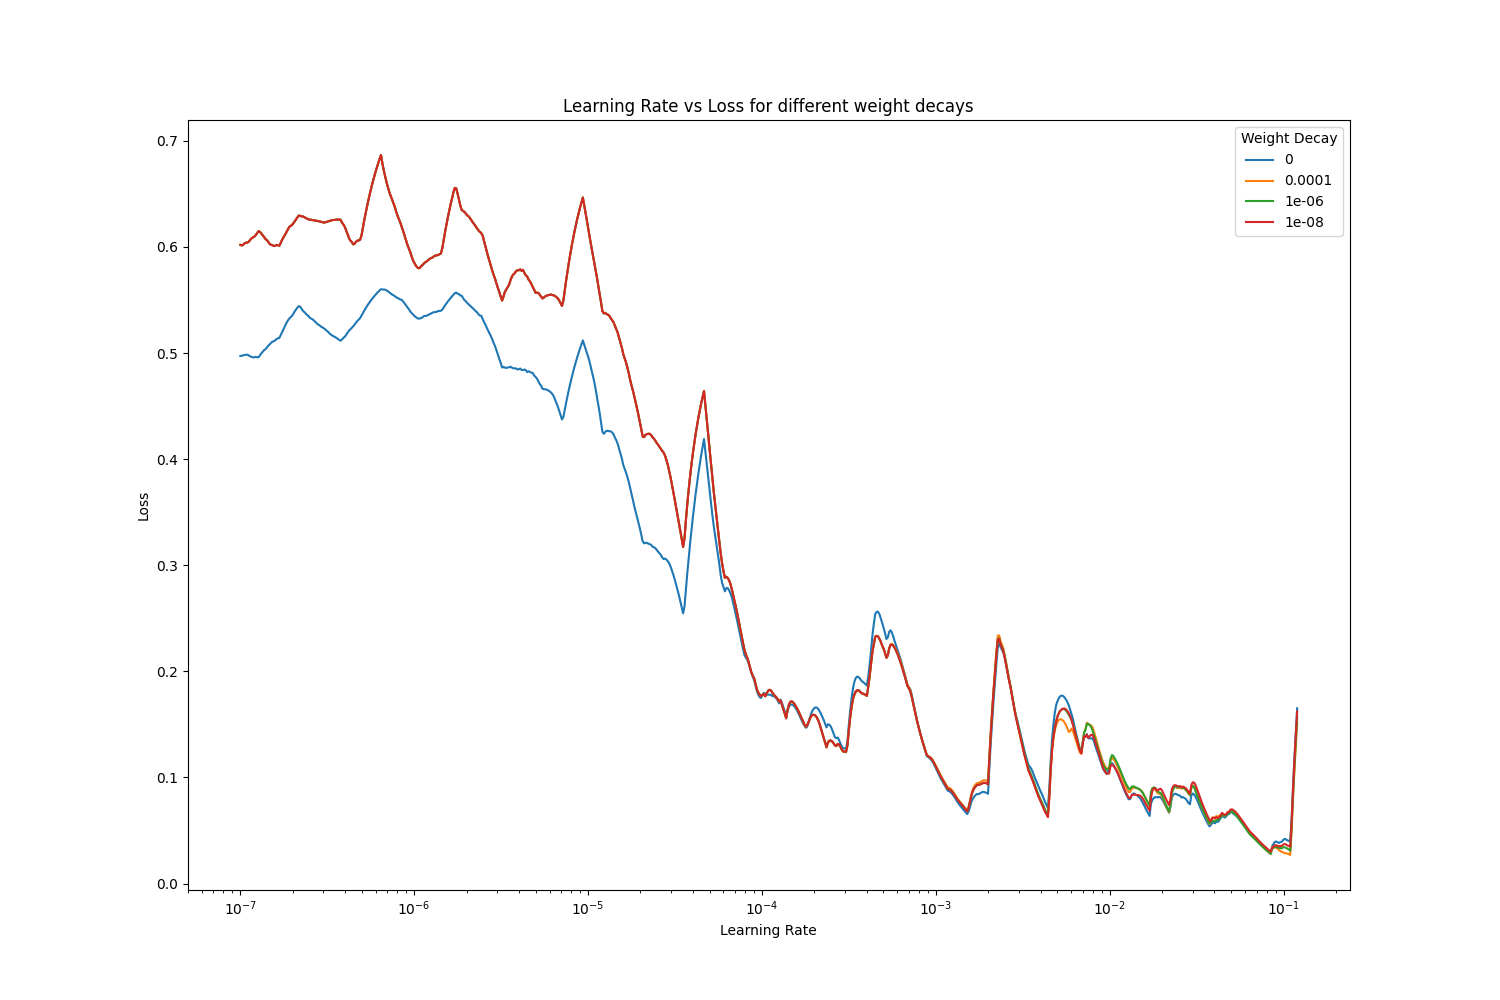 Learning Rate vs Loss for different weight decays
Weight Decay
0
0.0001
1e-06
1e-08
0.7
0.6
0.5
0.4
0.3
0.2
0.1
0.0
Loss
10⁻⁷ 10⁻⁶ 10⁻⁵ 10⁻⁴ 10⁻³ 10⁻² 10⁻¹
Learning Rate